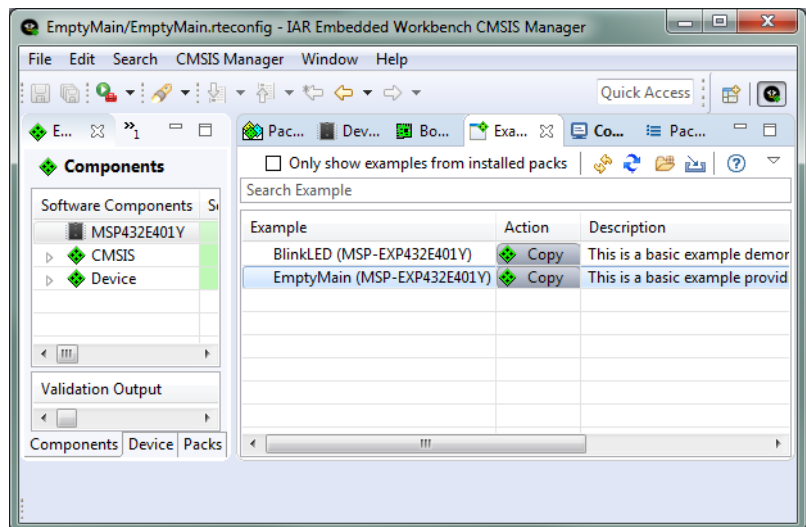 EmptyMain/EmptyMain.rteconfig - IAR Embedded Workbench CMSIS Manager
File Edit Search CMSIS Manager Window Help
Quick Access
E... »1
Pac... Dev... Bo... Exa... Co... Pac...
Components
Only show examples from installed packs
Search Example
Software Components
Example Action Description
MSP432E401Y
BlinkLED (MSP-EXP432E401Y) Copy This is a basic example demor
CMSIS
EmptyMain (MSP-EXP432E401Y) Copy This is a basic example provid
Device
Validation Output
Components Device Packs